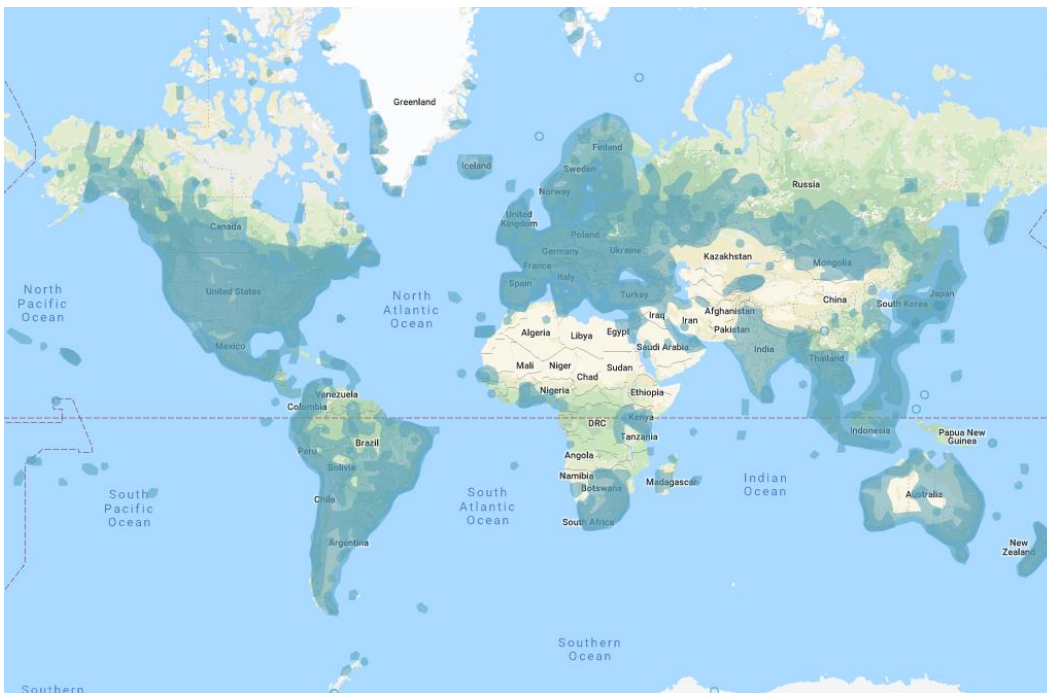 Greenland
Iceland
Finland
Sweden
Norway
Russia
United
Kingdom
Canada
Poland
Germany
Ukraine
France
Italy
Kazakhstan
Mongolia
Spain
Turkey
North
Pacific
Ocean
United States
North
Atlantic
Ocean
China
South Korea
Japan
Iraq
Iran
Afghanistan
Pakistan
Algeria
Libya
Egypt
Mexico
Saudi Arabia
India
Thailand
Mali
Niger
Chad
Sudan
Venezuela
Nigeria
Ethiopia
Colombia
Kenya
DRC
Indonesia
Papua New
Guinea
Brazil
Tanzania
Peru
Angola
Bolivia
Namibia
Botswana
Madagascar
Indian
Ocean
South
Pacific
Ocean
Chile
South
Atlantic
Ocean
Australia
South Africa
Argentina
New
Zealand
Southern
Ocean
Southern